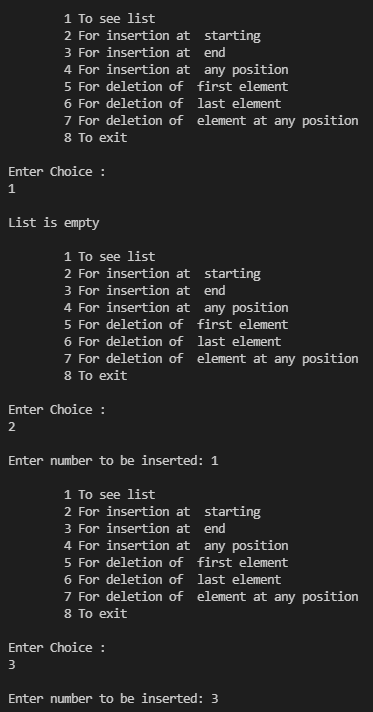 1 To see list
2 For insertion at  starting
3 For insertion at  end
4 For insertion at  any position
5 For deletion of  first element
6 For deletion of  last element
7 For deletion of  element at any position
8 To exit
Enter Choice :
1
List is empty
1 To see list
2 For insertion at  starting
3 For insertion at  end
4 For insertion at  any position
5 For deletion of  first element
6 For deletion of  last element
7 For deletion of  element at any position
8 To exit
Enter Choice :
2
Enter number to be inserted: 1
1 To see list
2 For insertion at  starting
3 For insertion at  end
4 For insertion at  any position
5 For deletion of  first element
6 For deletion of  last element
7 For deletion of  element at any position
8 To exit
Enter Choice :
3
Enter number to be inserted: 3